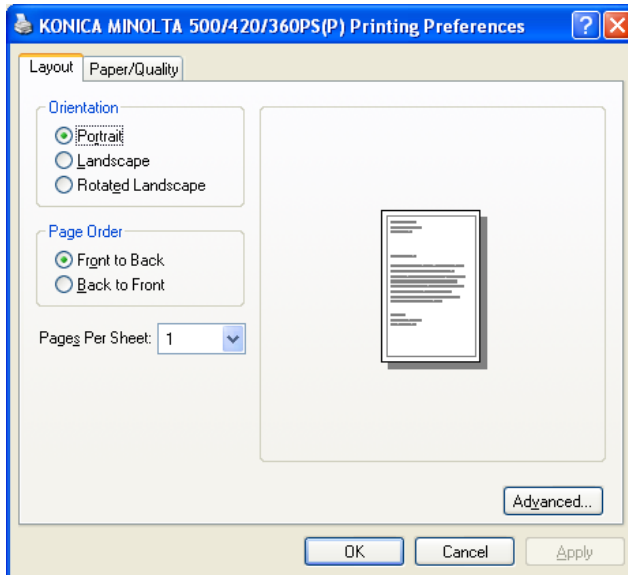 KONICA MINOLTA 500/420/360PS(P) Printing Preferences
Layout Paper/Quality
Orientation
Portrait
Landscape
Rotated Landscape
Page Order
Front to Back
Back to Front
Pages Per Sheet: 1
Advanced...
OK Cancel Apply